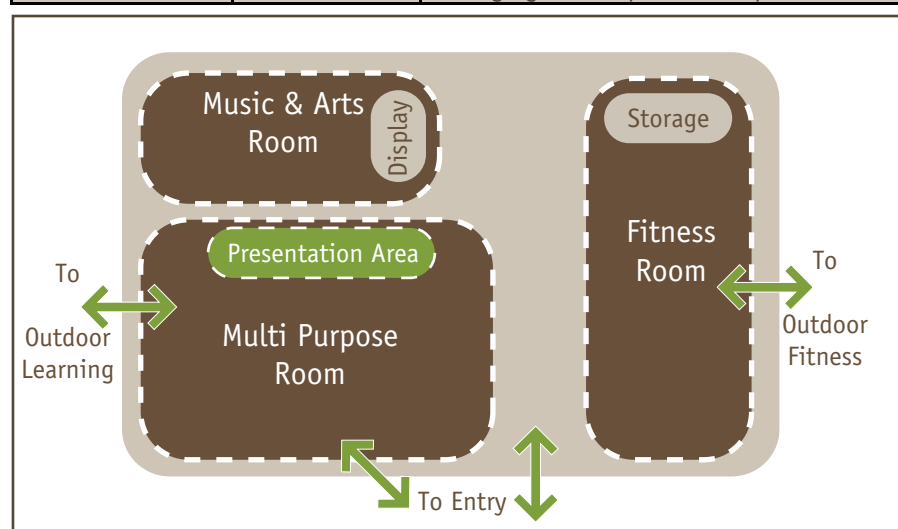 Music & Arts
Room
Display
Storage
Presentation Area
Fitness
Room
To
Outdoor
Learning
To
Outdoor
Fitness
Multi Purpose
Room
To Entry